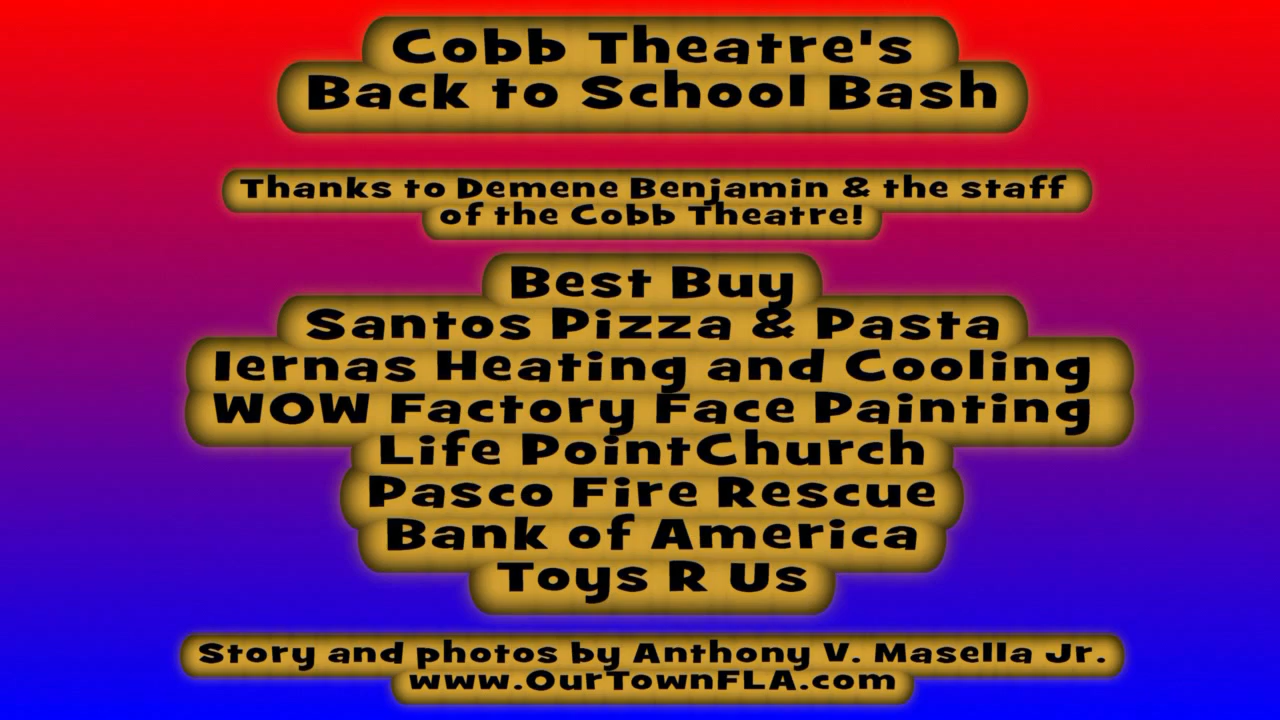 Cobb Theatre's
Back to School Bash
Thanks to Demene Benjamin & the staff
of the Cobb Theatre!
Best Buy
Santos Pizza & Pasta
Iernas Heating and Cooling
WOW Factory Face Painting
Life PointChurch
Pasco Fire Rescue
Bank of America
Toys R Us
Story and photos by Anthony V. Masella Jr.
www.OurTownFLA.com